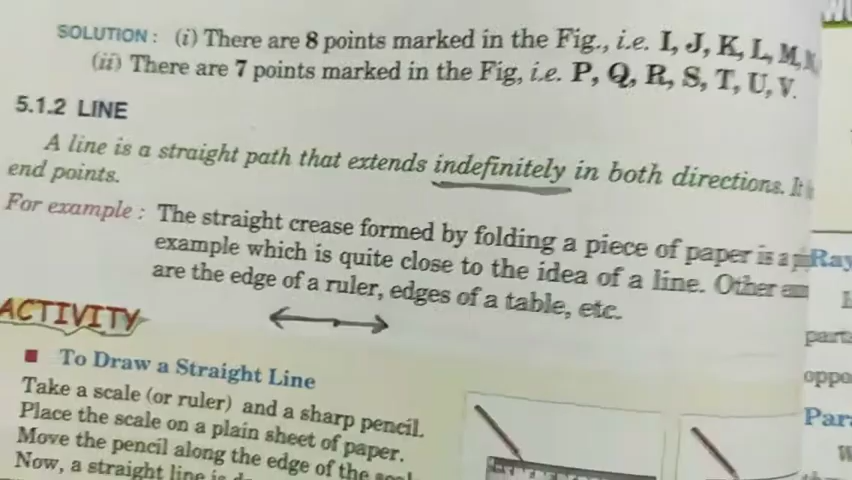 SOLUTION : (i) There are 8 points marked in the Fig., i.e. I, J, K, L, M,
(ii) There are 7 points marked in the Fig, i.e. P, Q, R, S, T, U, V.
5.1.2 LINE
A line is a straight path that extends indefinitely in both directions. It
end points.
For example : The straight crease formed by folding a piece of paper is a
example which is quite close to the idea of a line. Other
are the edge of a ruler, edges of a table, etc.
ACTIVITY
To Draw a Straight Line
Take a scale (or ruler) and a sharp pencil.
Place the scale on a plain sheet of paper.
Move the pencil along the edge of the
Now, a straight line is
Ray